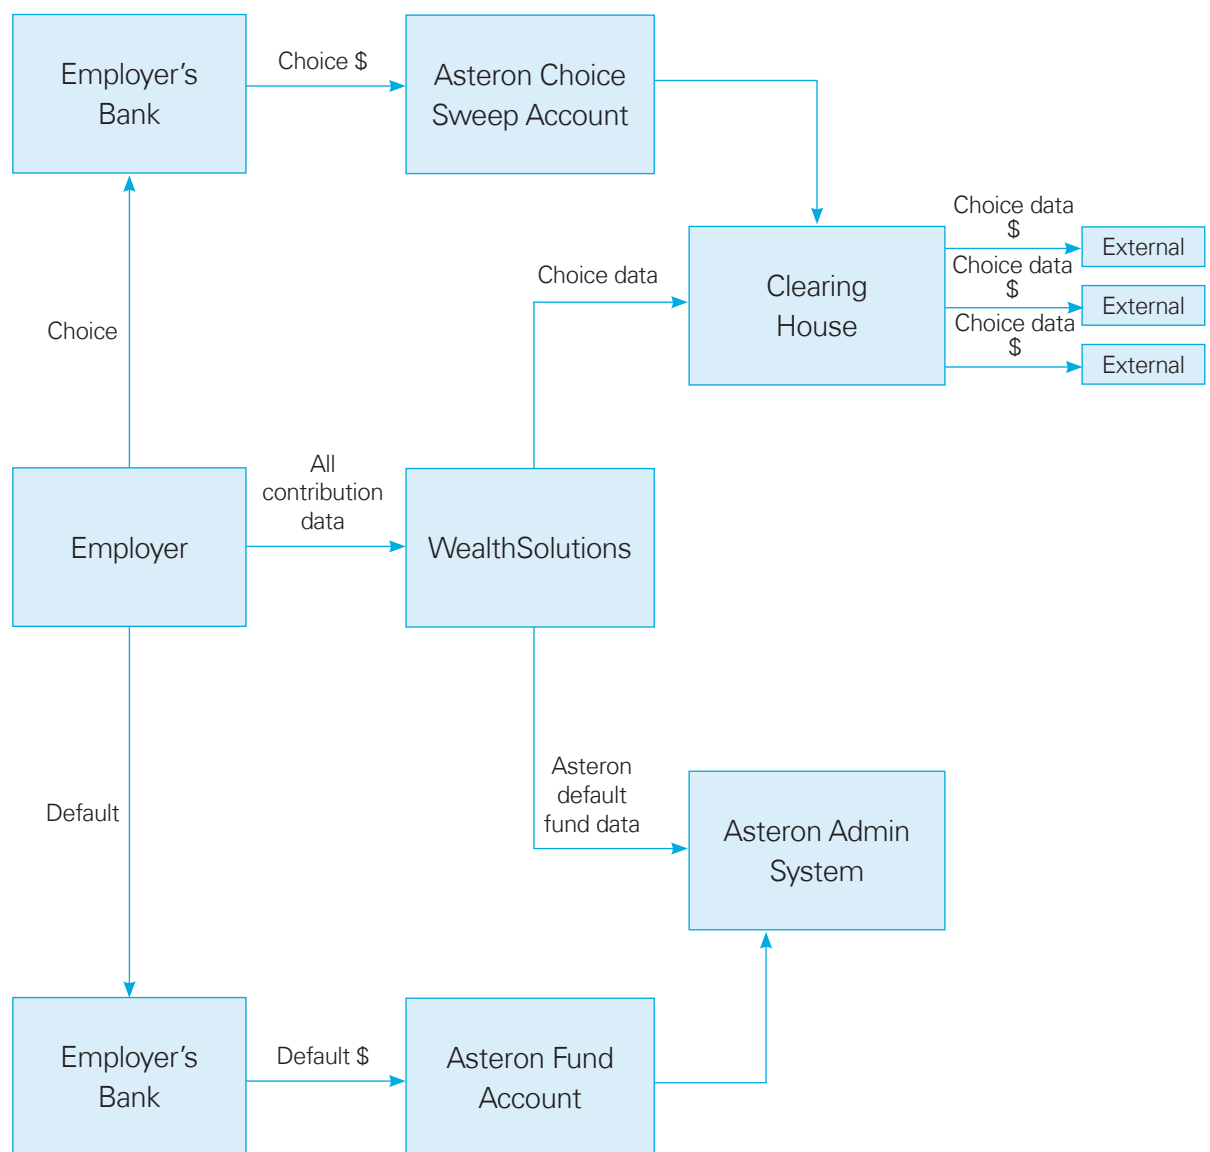 Employer’s
Bank
Choice $
Asteron Choice
Sweep Account
Choice data
$
External
Choice data
$
External
Choice data
$
External
Choice data
Clearing
House
Choice
All
contribution
data
Employer
WealthSolutions
Asteron
default
fund data
Default
Asteron Admin
System
Employer’s
Bank
Default $
Asteron Fund
Account